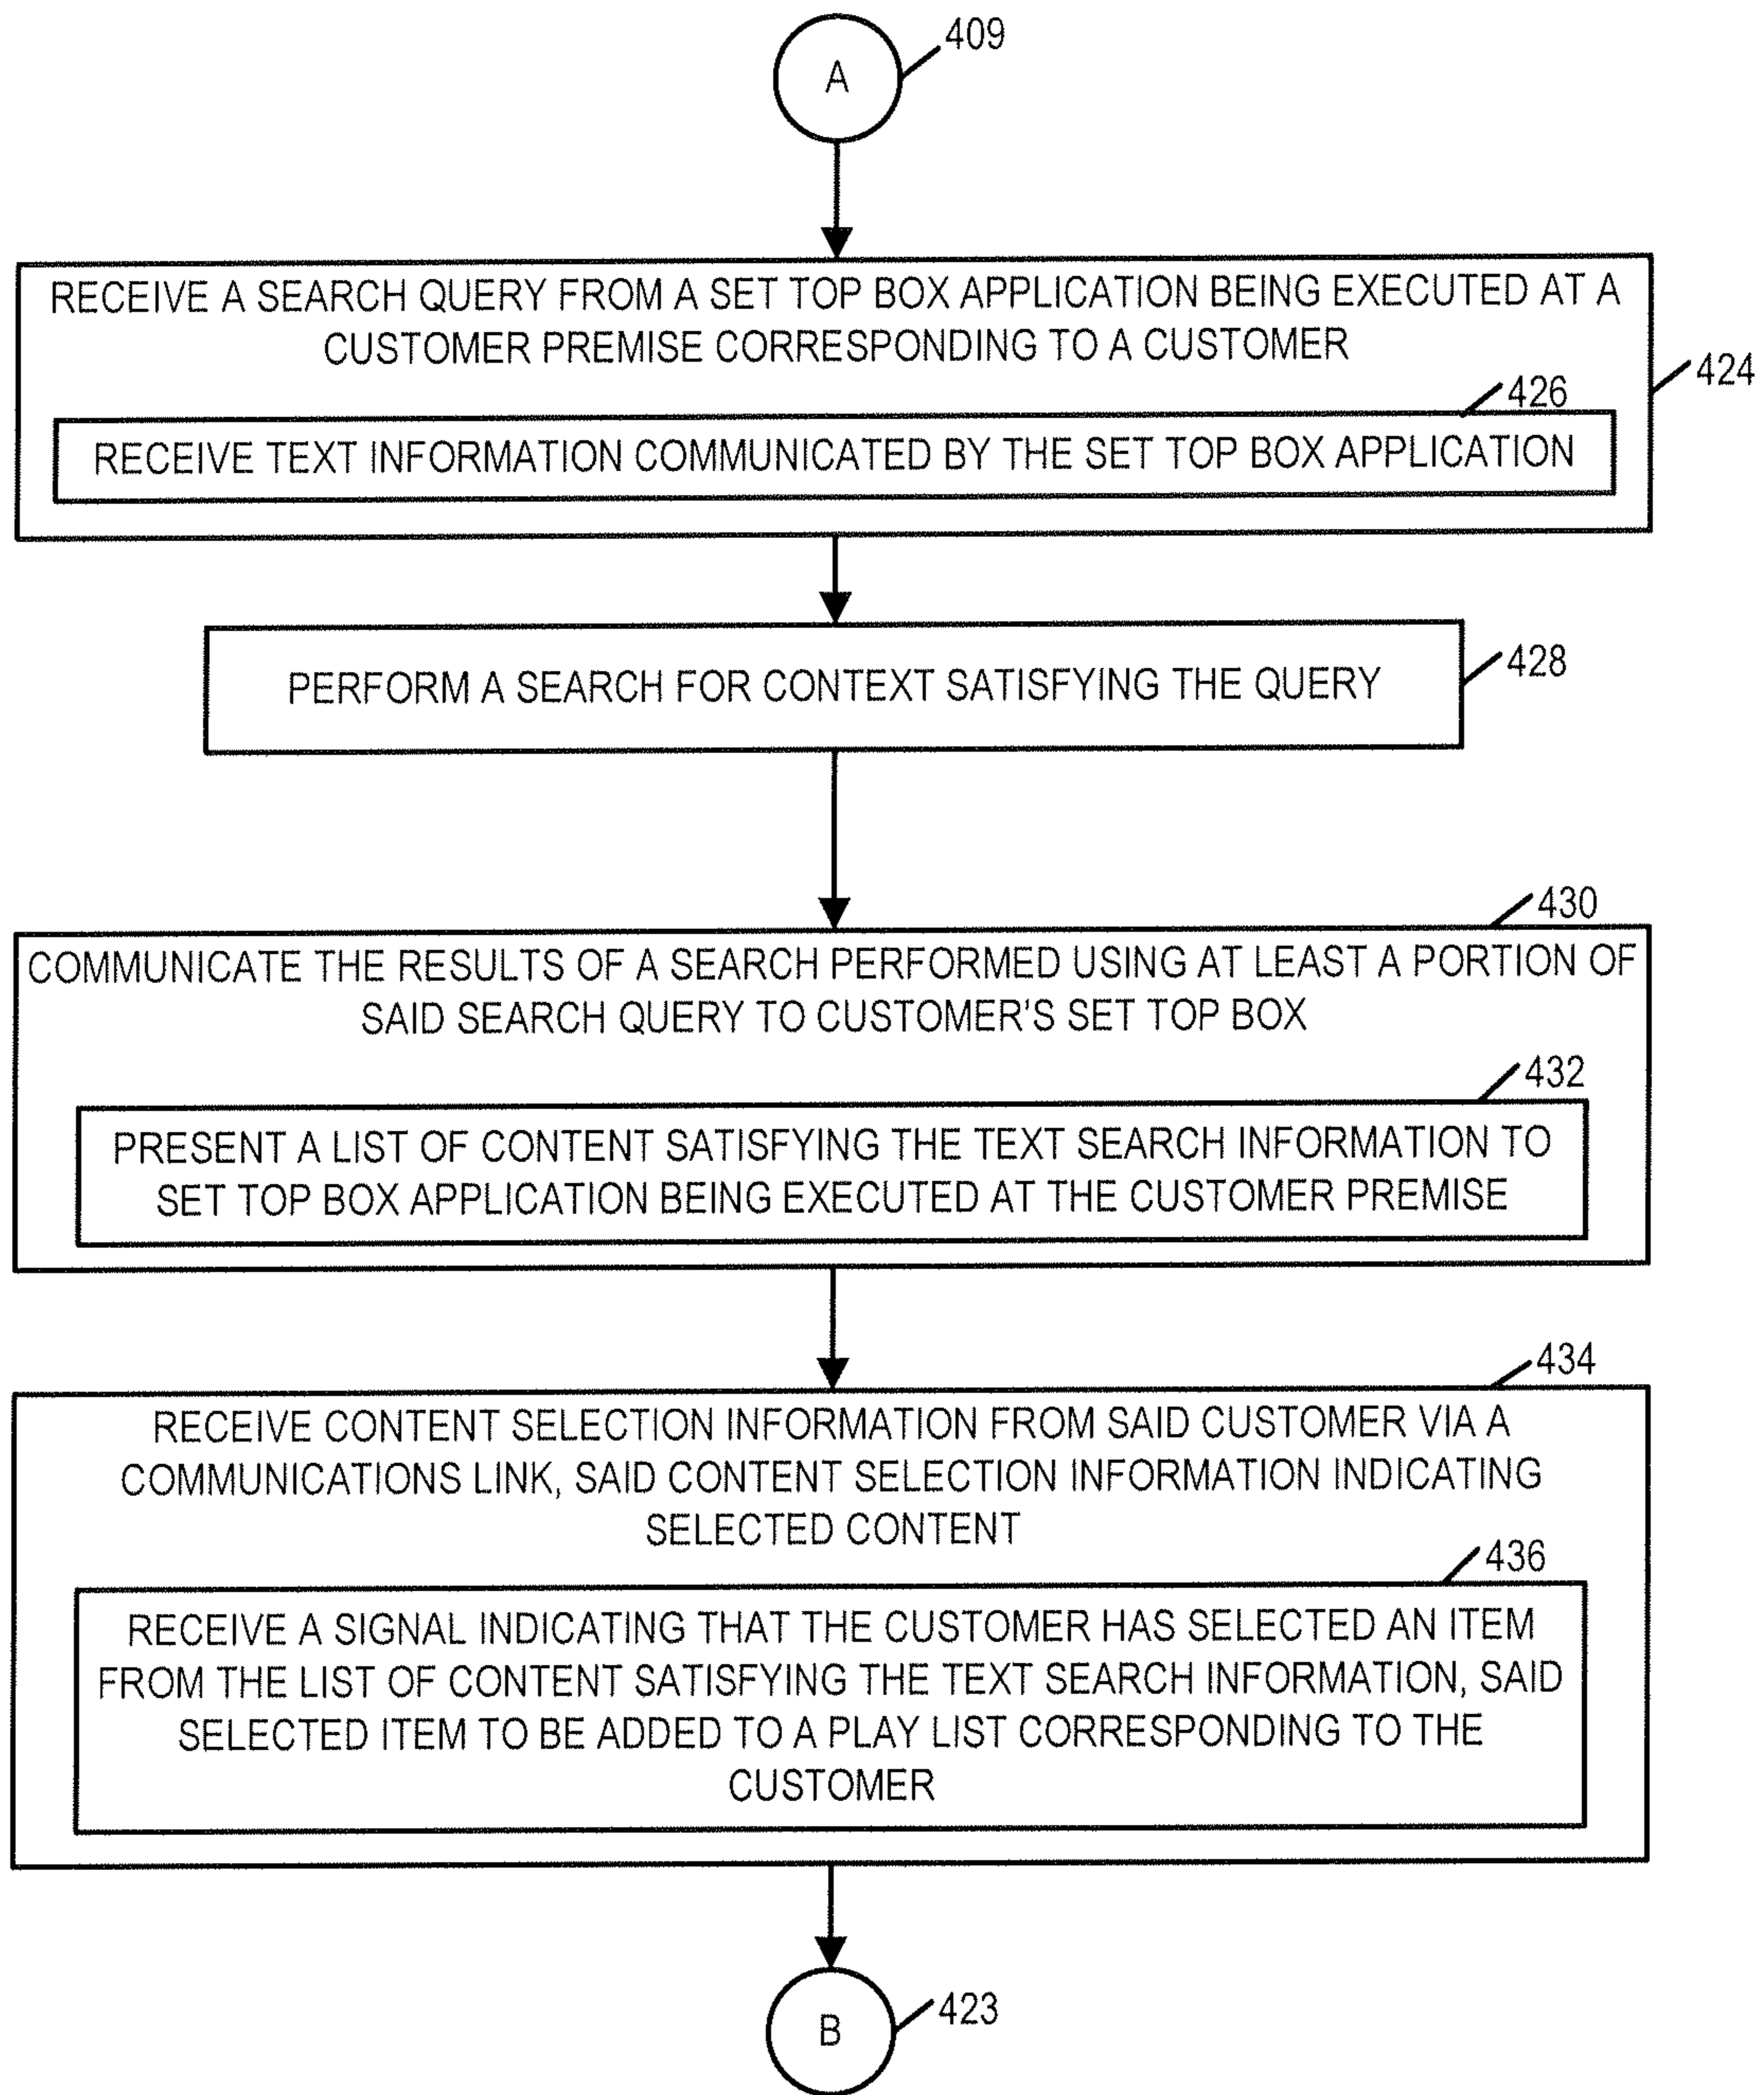 A
409
RECEIVE A SEARCH QUERY FROM A SET TOP BOX APPLICATION BEING EXECUTED AT A
CUSTOMER PREMISE CORRESPONDING TO A CUSTOMER
424
426
RECEIVE TEXT INFORMATION COMMUNICATED BY THE SET TOP BOX APPLICATION
PERFORM A SEARCH FOR CONTEXT SATISFYING THE QUERY
428
430
COMMUNICATE THE RESULTS OF A SEARCH PERFORMED USING AT LEAST A PORTION OF
SAID SEARCH QUERY TO CUSTOMER'S SET TOP BOX
432
PRESENT A LIST OF CONTENT SATISFYING THE TEXT SEARCH INFORMATION TO
SET TOP BOX APPLICATION BEING EXECUTED AT THE CUSTOMER PREMISE
434
RECEIVE CONTENT SELECTION INFORMATION FROM SAID CUSTOMER VIA A
COMMUNICATIONS LINK, SAID CONTENT SELECTION INFORMATION INDICATING
SELECTED CONTENT
436
RECEIVE A SIGNAL INDICATING THAT THE CUSTOMER HAS SELECTED AN ITEM
FROM THE LIST OF CONTENT SATISFYING THE TEXT SEARCH INFORMATION, SAID
SELECTED ITEM TO BE ADDED TO A PLAY LIST CORRESPONDING TO THE
CUSTOMER
B
423